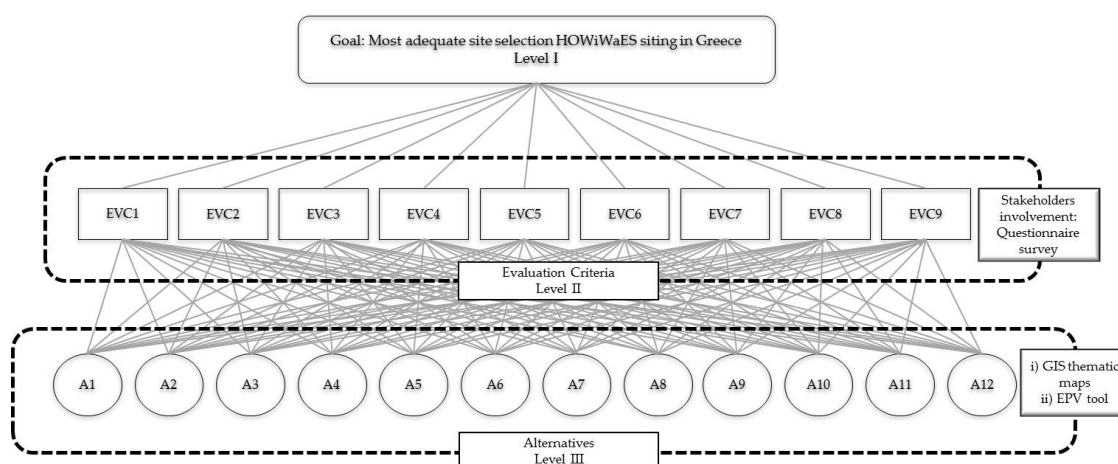 Goal: Most adequate site selection HOWiWaES siting in Greece
Level I
EVC1
EVC2
EVC3
EVC4
EVC5
EVC6
EVC7
EVC8
EVC9
Stakeholders
involvement:
Questionnaire
survey
Evaluation Criteria
Level II
A1
A2
A3
A4
A5
A6
A7
A8
A9
A10
A11
A12
i) GIS thematic
maps
ii) EPV tool
Alternatives
Level III